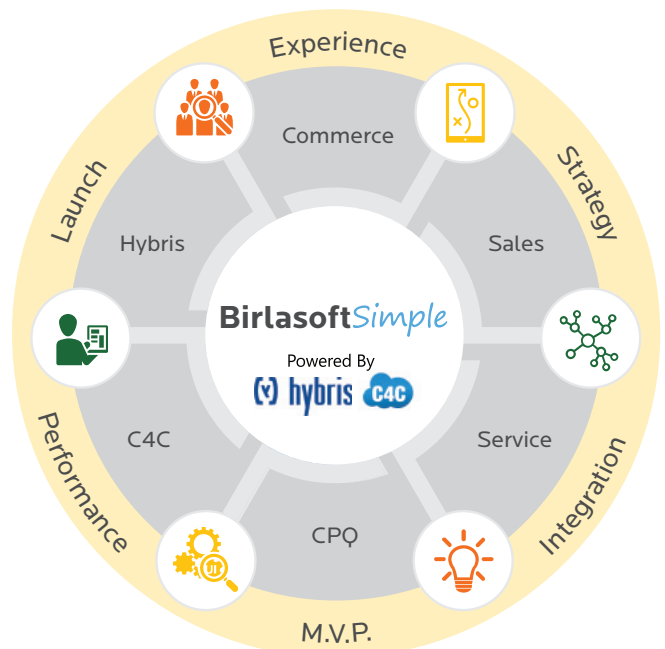 Experience
Commerce
Launch
Strategy
Hybris
Sales
BirlasoftSimple
Powered By
(y) hybris C4C
C4C
Service
Performance
Integration
CPQ
M.V.P.